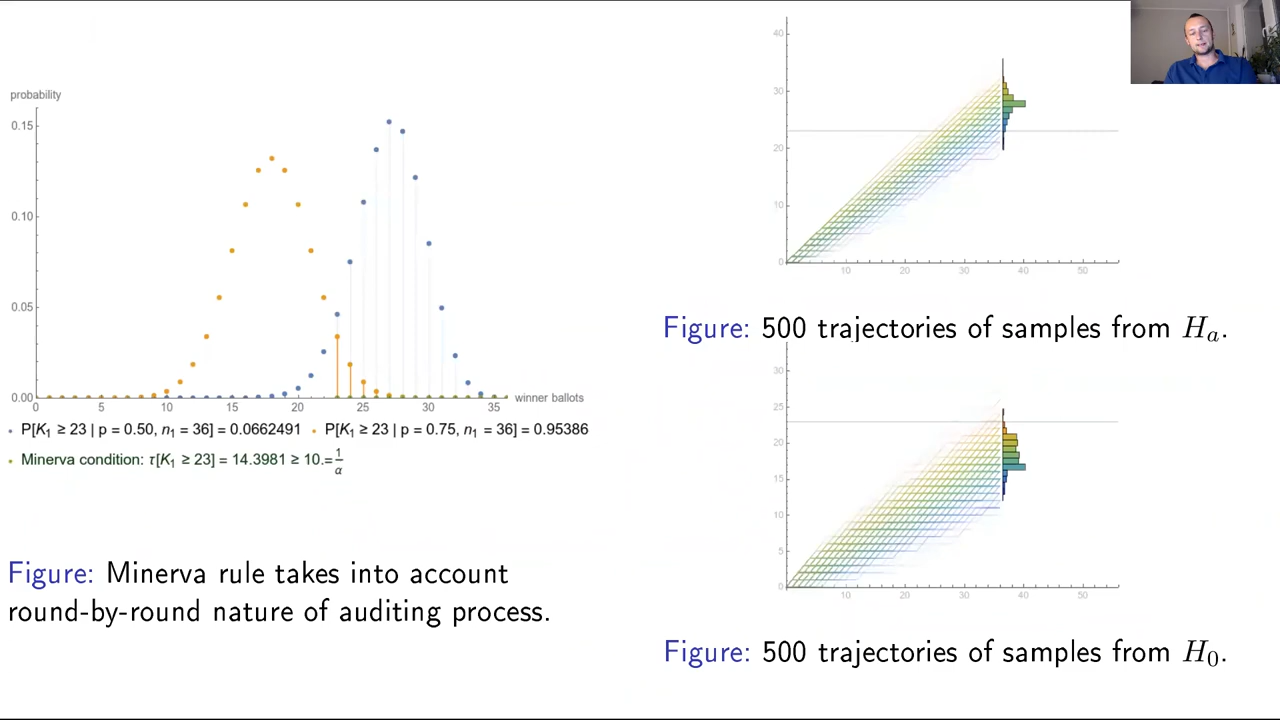 probability
0.15
0.10
0.05
0.00
0 5 10 15 20 25 30 35 winner ballots
• P[K₁ ≥ 23 | p = 0.50, n₁ = 36] = 0.0662491 • P[K₁ ≥ 23 | p = 0.75, n₁ = 36] = 0.95386
• Minerva condition: τ[K₁ ≥ 23] = 14.3981 ≥ 10.=1/α
Figure: Minerva rule takes into account
round-by-round nature of auditing process.
40
30
20
10
0
10 20 30 40 50
Figure: 500 trajectories of samples from Hₐ.
30
25
20
15
10
5
0
10 20 30 40 50
Figure: 500 trajectories of samples from H₀.